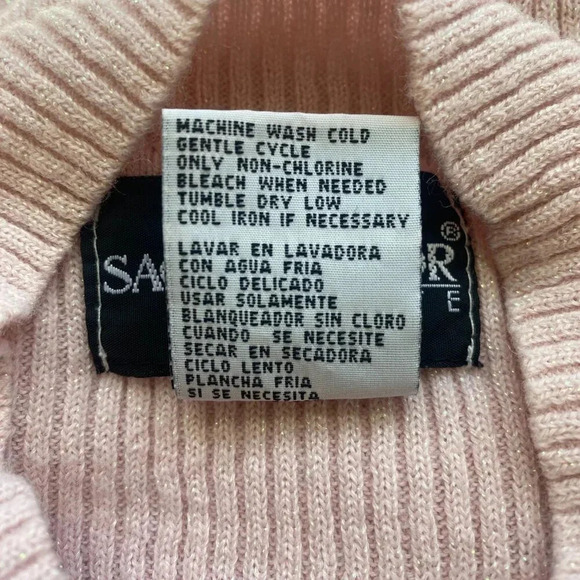 MACHINE WASH COLD
GENTLE CYCLE
ONLY NON-CHLORINE
BLEACH WHEN NEEDED
TUMBLE DRY LOW
COOL IRON IF NECESSARY
LAVAR EN LAVADORA
CON AGUA FRIA
CICLO DELICADO
USAR SOLAMENTE
BLANQUEADOR SIN CLORO
CUANDO SE NECESITE
SECAR EN SECADORA
CICLO LENTO
PLANCHA FRIA
SI SE NECESITA